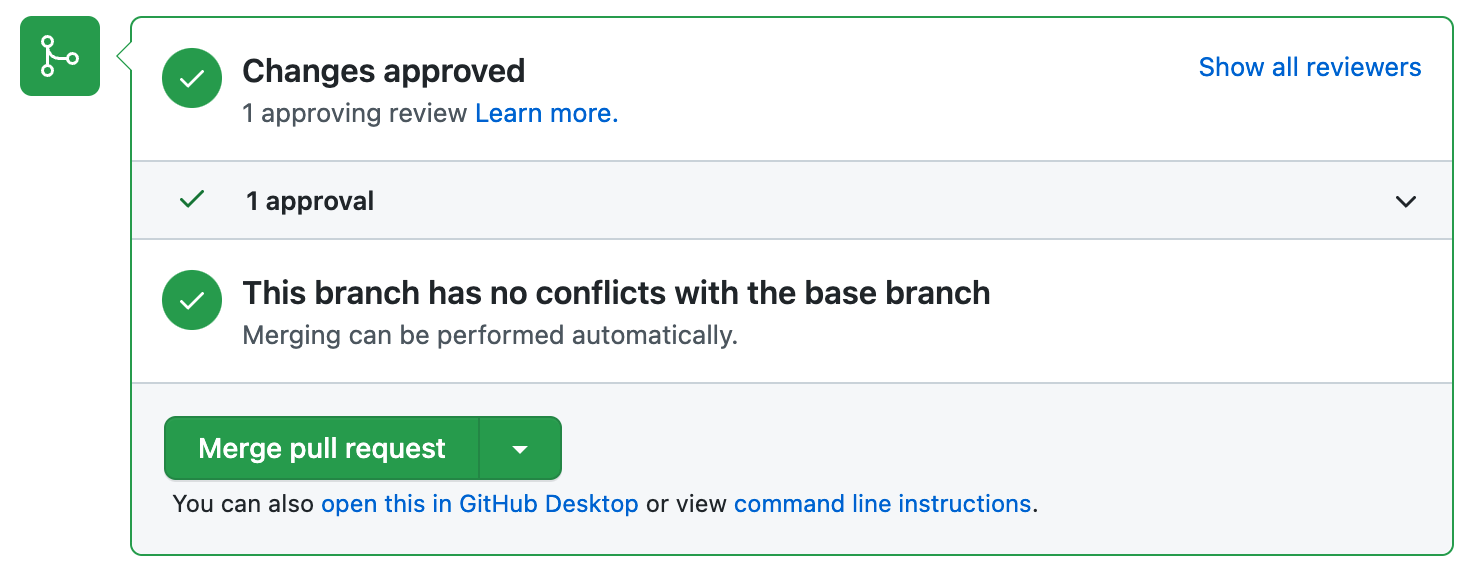 Changes approved
Show all reviewers
1 approving review Learn more.
1 approval
This branch has no conflicts with the base branch
Merging can be performed automatically.
Merge pull request
You can also open this in GitHub Desktop or view command line instructions.